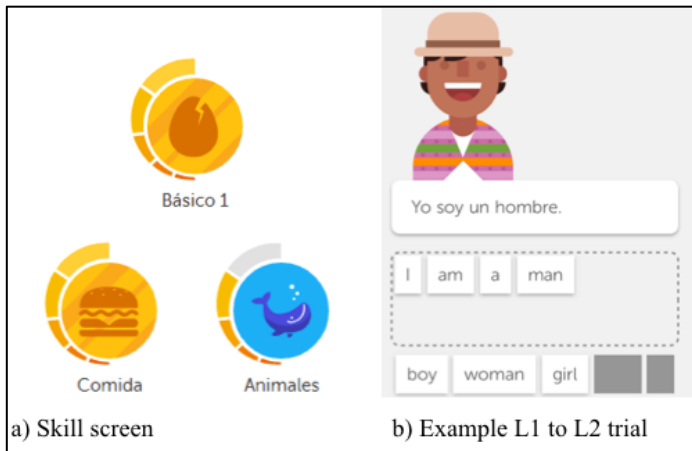 Básico 1
Comida
Animales
a) Skill screen
Yo soy un hombre.
I am a man
boy woman girl
b) Example L1 to L2 trial